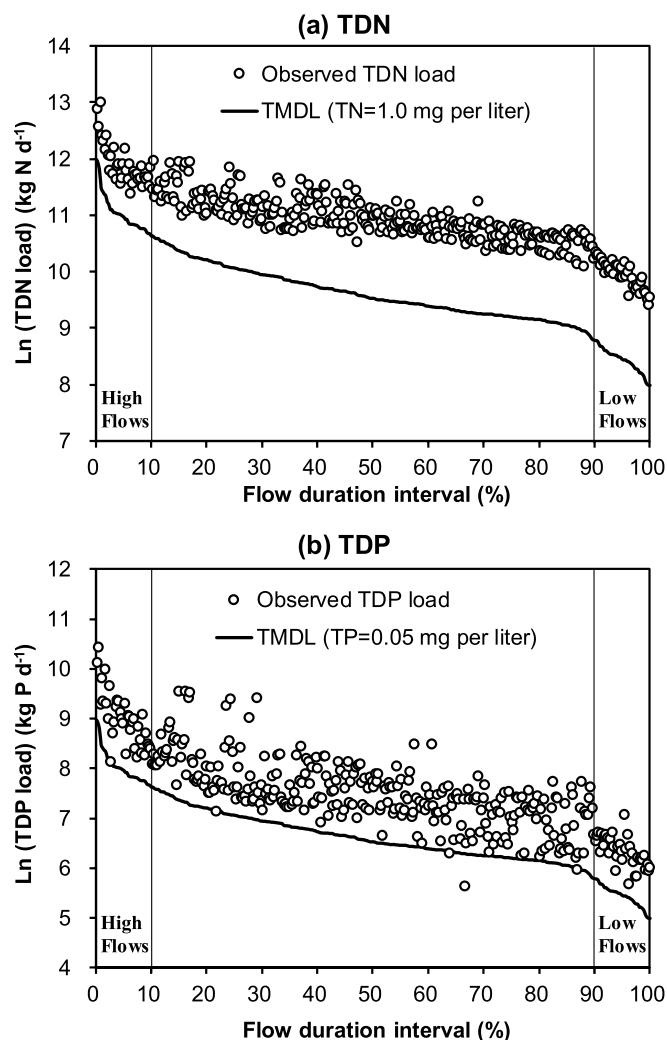 (a) TDN
14
13
12
11
10
9
8
7
Ln (TDN load) (kg N d⁻¹)
Observed TDN load
TMDL (TN=1.0 mg per liter)
High
Flows
Low
Flows
0 10 20 30 40 50 60 70 80 90 100
Flow duration interval (%)
(b) TDP
12
11
10
9
8
7
6
5
4
Ln (TDP load) (kg P d⁻¹)
Observed TDP load
TMDL (TP=0.05 mg per liter)
High
Flows
Low
Flows
0 10 20 30 40 50 60 70 80 90 100
Flow duration interval (%)